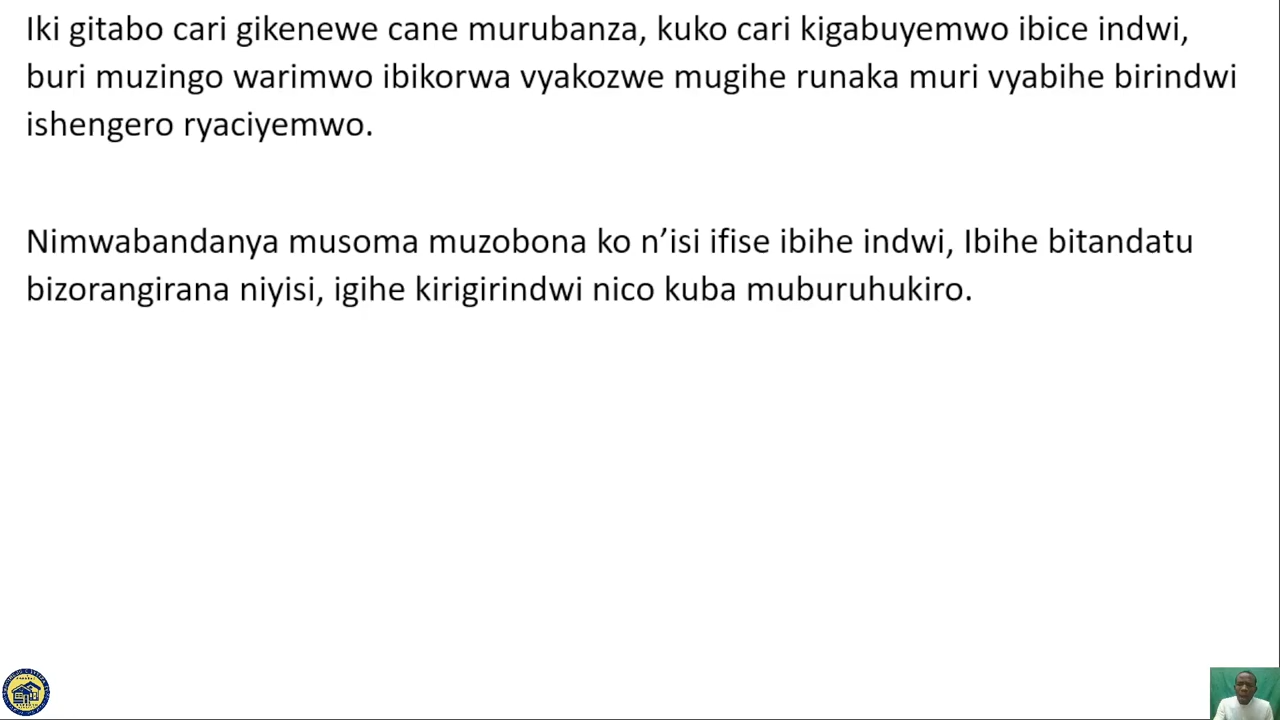 Iki gitabo cari gikenewe cane murubanza, kuko cari kigabuyemwo ibice indwi,
buri muzingo warimwo ibikorwa vyakozwe mugihe runaka muri vyabihe birindwi
ishengero ryaciyemwo.
Nimwabandanya musoma muzobona ko n’isi ifise ibihe indwi, Ibihe bitandatu
bizorangirana niyisi, igihe kirigirindwi nico kuba muburuhukiro.